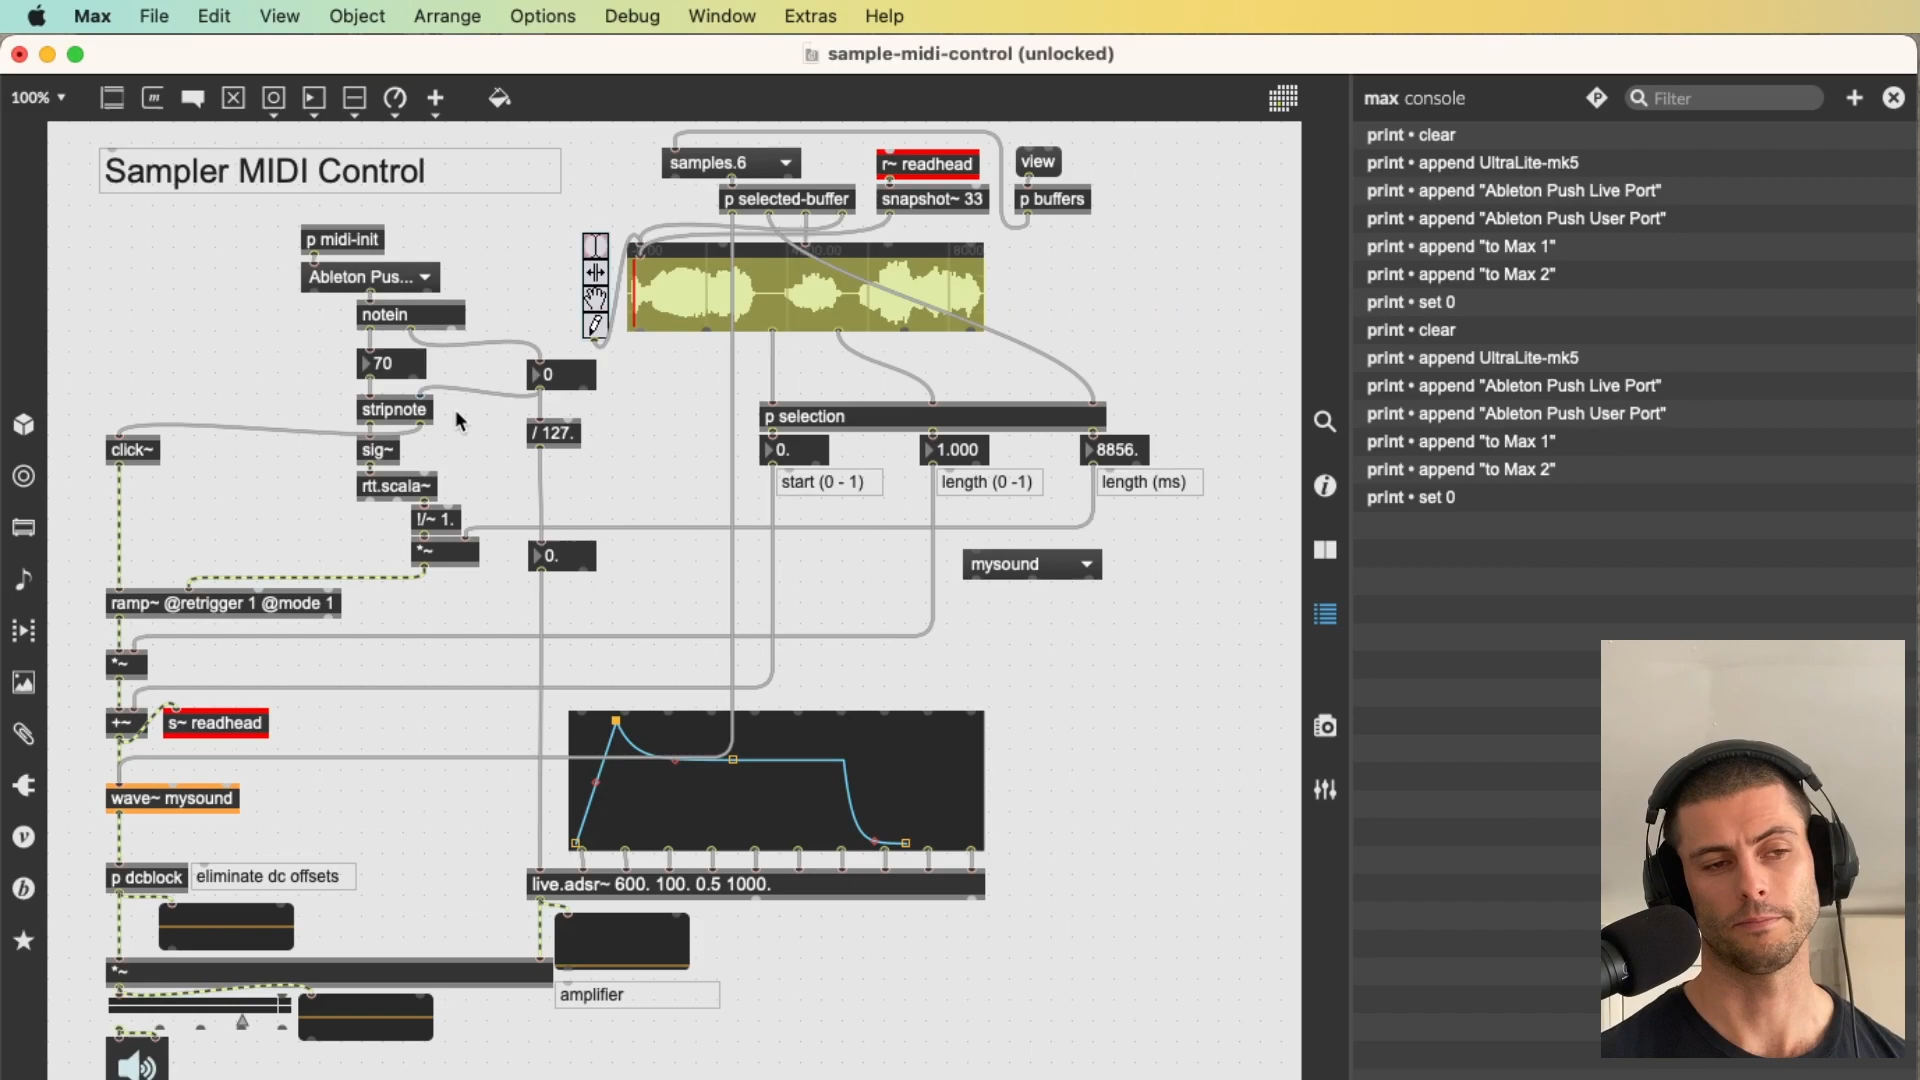 Max File Edit View Object Arrange Options Debug Window Extras Help
sample-midi-control (unlocked)
100%
max console
Filter
Sampler MIDI Control
samples.6
r~ readhead
view
p selected-buffer
snapshot~ 33
p buffers
p midi-init
Ableton Pus...
notein
70
0
stripnote
/ 127.
click~
sig~
rtt.scala~
!/~ 1.
*~
0.
p selection
0.
1.000
8856.
start (0 - 1)
length (0 -1)
length (ms)
mysound
ramp~ @retrigger 1 @mode 1
*~
+~
s~ readhead
wave~ mysound
p dcblock
eliminate dc offsets
live.adsr~ 600. 100. 0.5 1000.
*~
amplifier
print • clear
print • append UltraLite-mk5
print • append "Ableton Push Live Port"
print • append "Ableton Push User Port"
print • append "to Max 1"
print • append "to Max 2"
print • set 0
print • clear
print • append UltraLite-mk5
print • append "Ableton Push Live Port"
print • append "Ableton Push User Port"
print • append "to Max 1"
print • append "to Max 2"
print • set 0